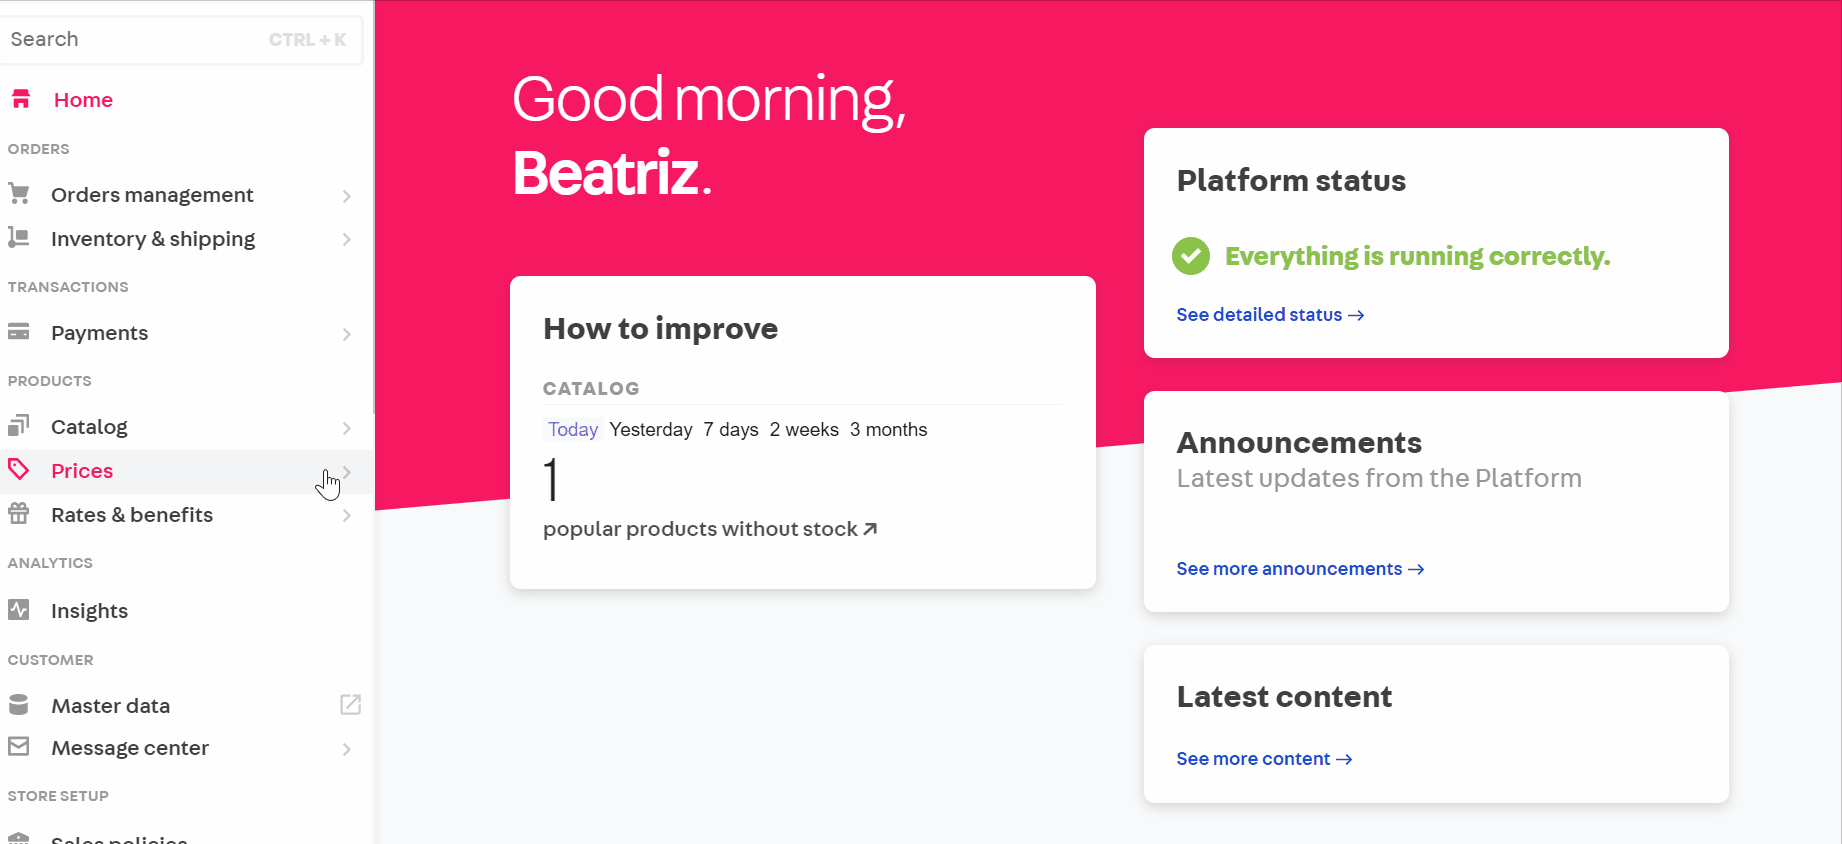 Search CTRL + K
Home
ORDERS
Orders management
Inventory & shipping
TRANSACTIONS
Payments
PRODUCTS
Catalog
Prices
Rates & benefits
ANALYTICS
Insights
CUSTOMER
Master data
Message center
STORE SETUP
Sales policies
Good morning,
Beatriz.
How to improve
CATALOG
Today Yesterday 7 days 2 weeks 3 months
1
popular products without stock
Platform status
Everything is running correctly.
See detailed status →
Announcements
Latest updates from the Platform
See more announcements →
Latest content
See more content →